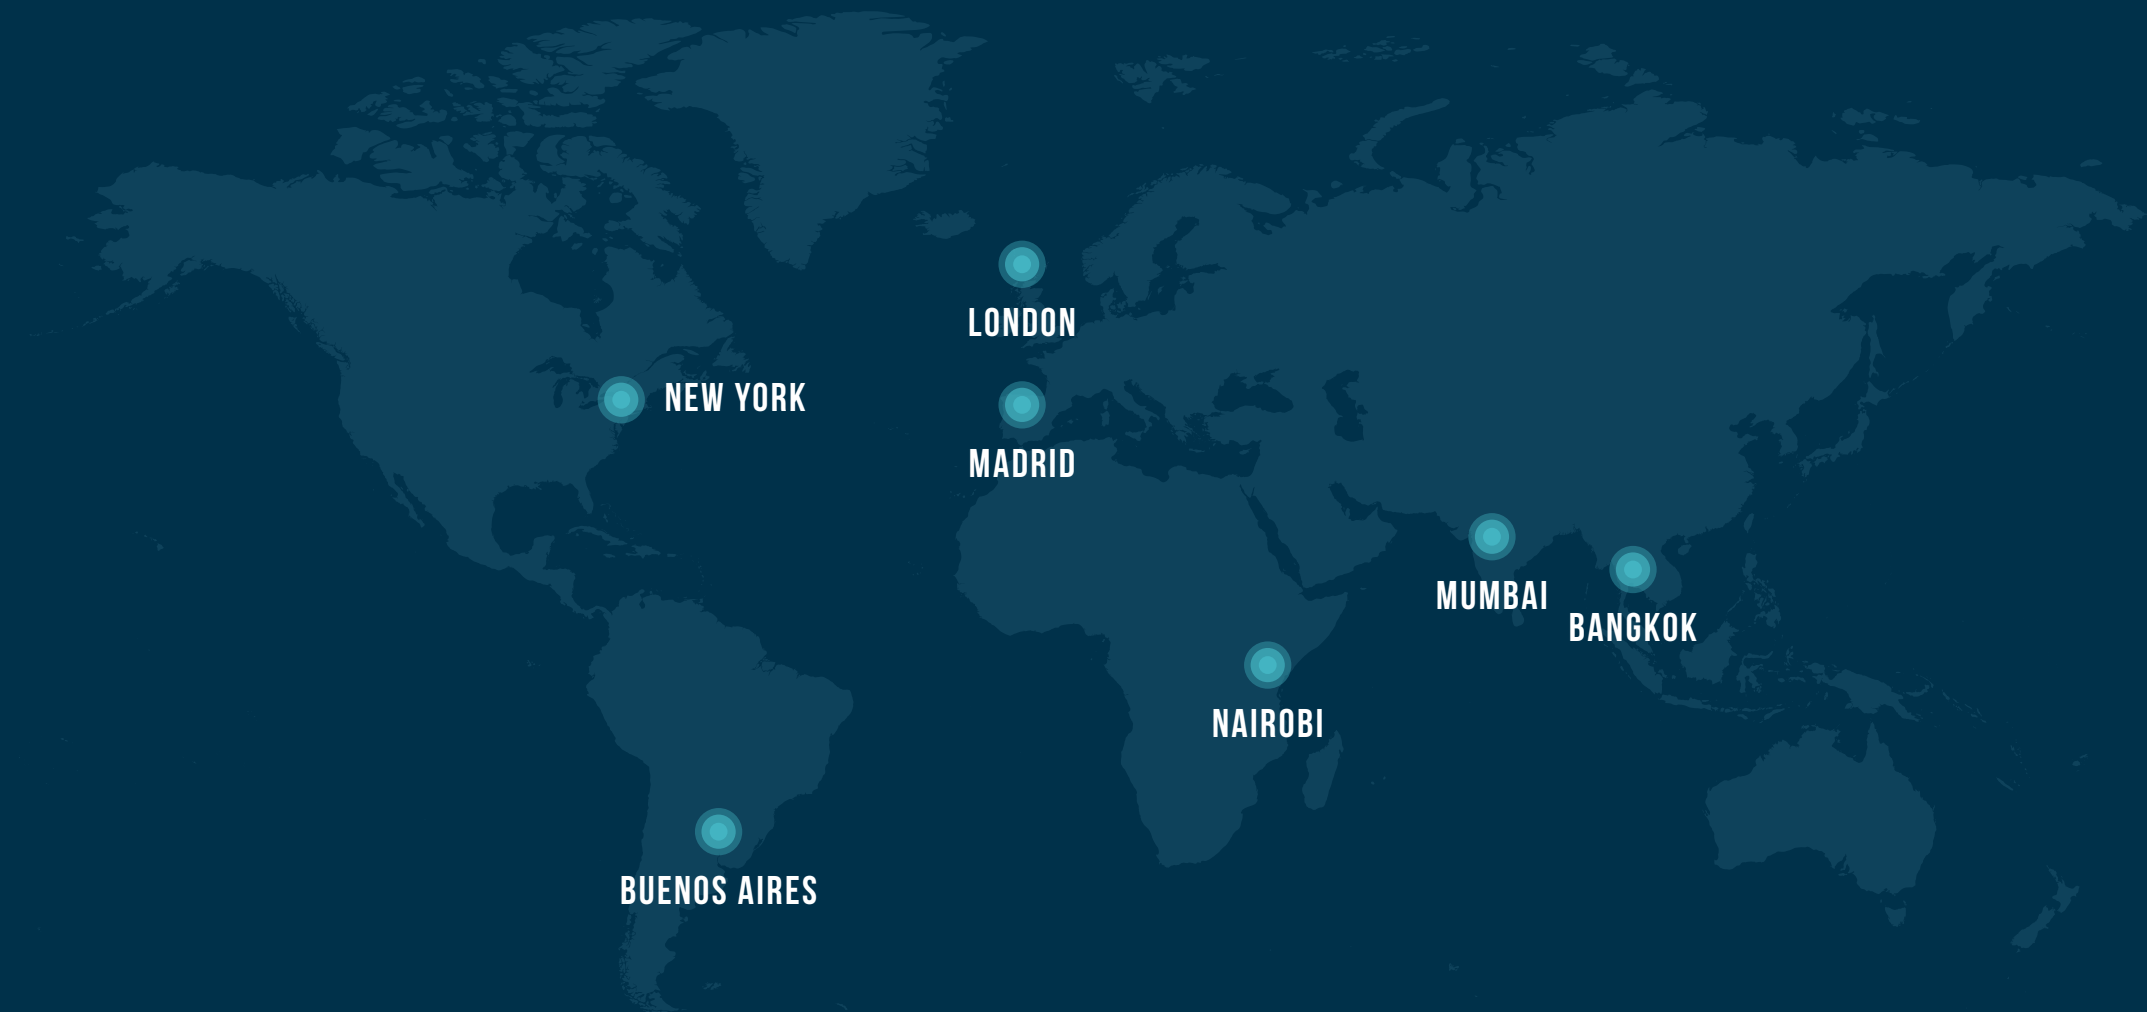 LONDON
NEW YORK
MADRID
MUMBAI
BANGKOK
NAIROBI
BUENOS AIRES